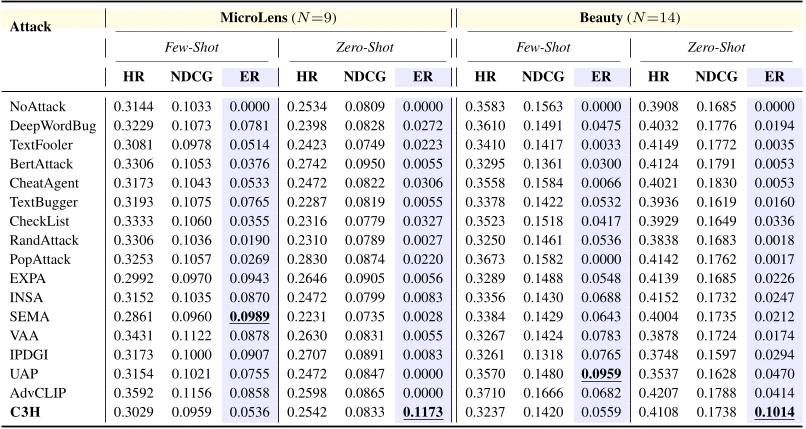 Attack MicroLens (N=9) Beauty (N=14)
Few-Shot Zero-Shot Few-Shot Zero-Shot
HR NDCG ER HR NDCG ER HR NDCG ER HR NDCG ER
NoAttack 0.3144 0.1033 0.0000 0.2534 0.0809 0.0000 0.3583 0.1563 0.0000 0.3908 0.1685 0.0000
DeepWordBug 0.3229 0.1073 0.0781 0.2398 0.0828 0.0272 0.3610 0.1491 0.0475 0.4032 0.1776 0.0194
TextFooler 0.3081 0.0978 0.0514 0.2423 0.0749 0.0223 0.3410 0.1417 0.0033 0.4149 0.1772 0.0035
BertAttack 0.3306 0.1053 0.0376 0.2742 0.0950 0.0055 0.3295 0.1361 0.0300 0.4124 0.1791 0.0053
CheatAgent 0.3173 0.1043 0.0533 0.2472 0.0822 0.0306 0.3558 0.1584 0.0066 0.4021 0.1830 0.0053
TextBugger 0.3193 0.1075 0.0765 0.2287 0.0819 0.0055 0.3378 0.1422 0.0532 0.3936 0.1619 0.0160
CheckList 0.3333 0.1060 0.0355 0.2316 0.0779 0.0327 0.3523 0.1518 0.0417 0.3929 0.1649 0.0336
RandAttack 0.3306 0.1036 0.0190 0.2310 0.0789 0.0027 0.3250 0.1461 0.0536 0.3838 0.1683 0.0018
PopAttack 0.3253 0.1057 0.0269 0.2830 0.0874 0.0220 0.3673 0.1582 0.0000 0.4142 0.1762 0.0017
EXPA 0.2992 0.0970 0.0943 0.2646 0.0905 0.0056 0.3289 0.1488 0.0548 0.4139 0.1685 0.0226
INSA 0.3152 0.1035 0.0870 0.2472 0.0799 0.0083 0.3356 0.1430 0.0688 0.4152 0.1732 0.0247
SEMA 0.2861 0.0960 0.0989 0.2231 0.0735 0.0028 0.3384 0.1429 0.0643 0.4004 0.1735 0.0212
VAA 0.3431 0.1122 0.0878 0.2630 0.0831 0.0055 0.3267 0.1424 0.0783 0.3878 0.1724 0.0174
IPDGI 0.3173 0.1000 0.0907 0.2707 0.0891 0.0083 0.3261 0.1318 0.0765 0.3748 0.1597 0.0294
UAP 0.3154 0.1021 0.0755 0.2472 0.0847 0.0000 0.3570 0.1480 0.0959 0.3537 0.1628 0.0470
AdvCLIP 0.3592 0.1156 0.0858 0.2598 0.0865 0.0000 0.3710 0.1666 0.0682 0.4207 0.1788 0.0414
C3H 0.3029 0.0959 0.0536 0.2542 0.0833 0.1173 0.3237 0.1420 0.0559 0.4108 0.1738 0.1014